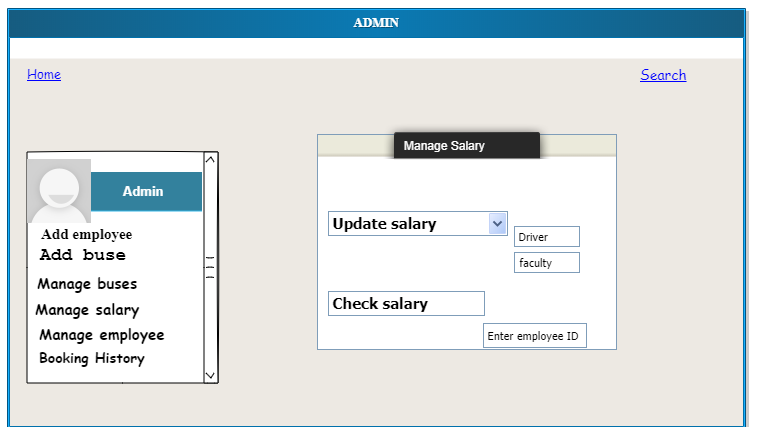 ADMIN
Home
Search
Manage Salary
Admin
Add employee
Add buse
Manage buses
Manage salary
Manage employee
Booking History
Update salary
Driver
faculty
Check salary
Enter employee ID